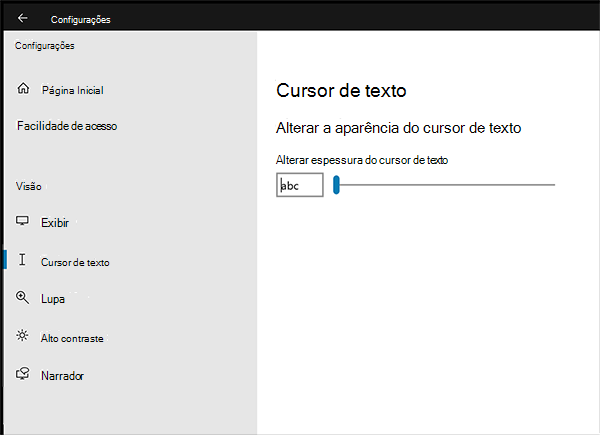 Configurações
Configurações
Página Inicial
Facilidade de acesso
Visão
Exibir
Cursor de texto
Lupa
Alto contraste
Narrador
Cursor de texto
Alterar a aparência do cursor de texto
Alterar espessura do cursor de texto
abc